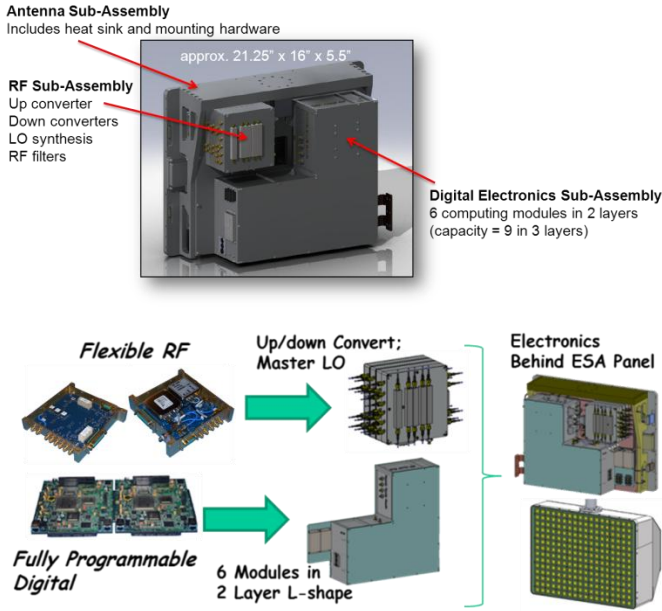 Antenna Sub-Assembly
Includes heat sink and mounting hardware
approx. 21.25” x 16” x 5.5”
RF Sub-Assembly
Up converter
Down converters
LO synthesis
RF filters
Digital Electronics Sub-Assembly
6 computing modules in 2 layers
(capacity = 9 in 3 layers)
Flexible RF
Up/down Convert;
Master LO
Electronics
Behind ESA Panel
Fully Programmable
Digital
6 Modules in
2 Layer L-shape